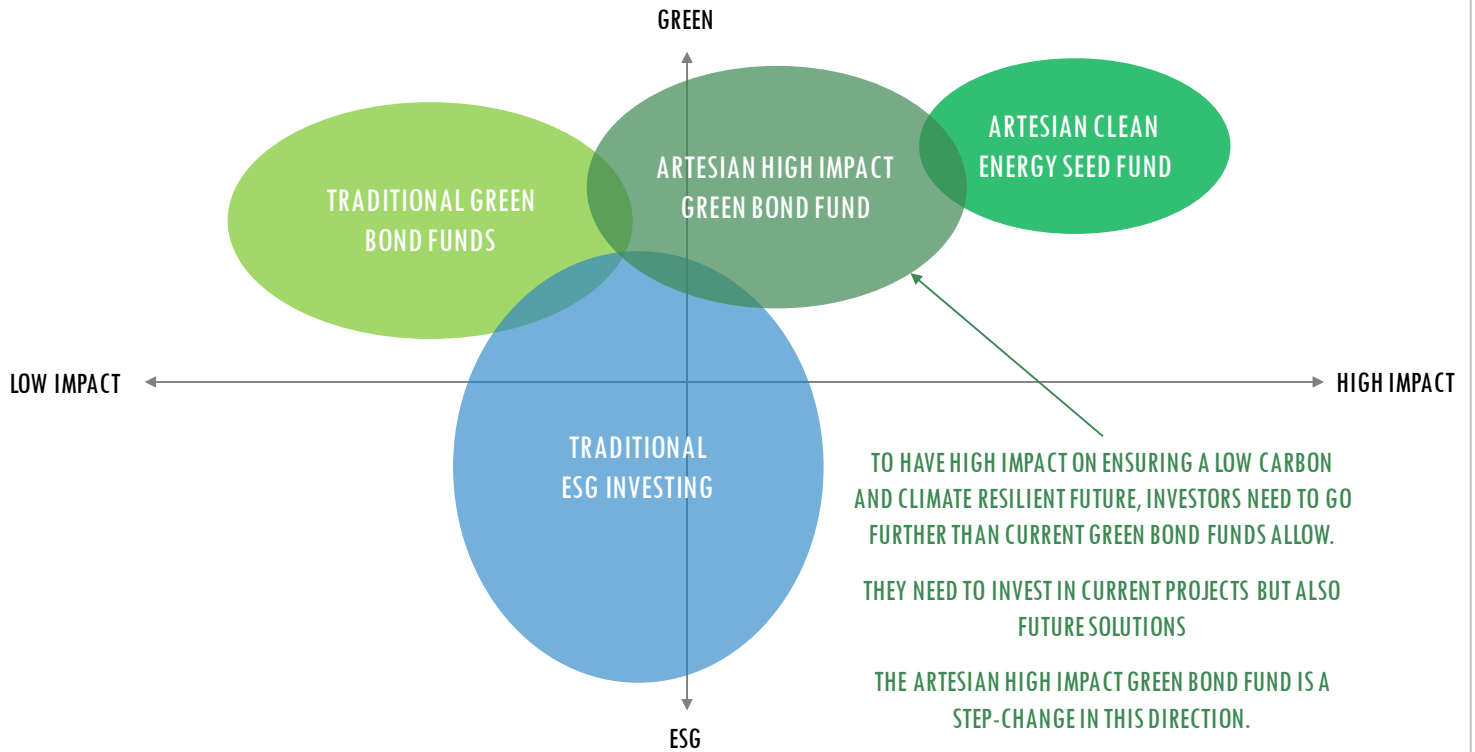 GREEN
TRADITIONAL GREEN
BOND FUNDS
ARTESIAN HIGH IMPACT
GREEN BOND FUND
ARTESIAN CLEAN
ENERGY SEED FUND
LOW IMPACT
HIGH IMPACT
TRADITIONAL
ESG INVESTING
TO HAVE HIGH IMPACT ON ENSURING A LOW CARBON
AND CLIMATE RESILIENT FUTURE, INVESTORS NEED TO GO
FURTHER THAN CURRENT GREEN BOND FUNDS ALLOW.
THEY NEED TO INVEST IN CURRENT PROJECTS BUT ALSO
FUTURE SOLUTIONS
THE ARTESIAN HIGH IMPACT GREEN BOND FUND IS A
STEP-CHANGE IN THIS DIRECTION.
ESG